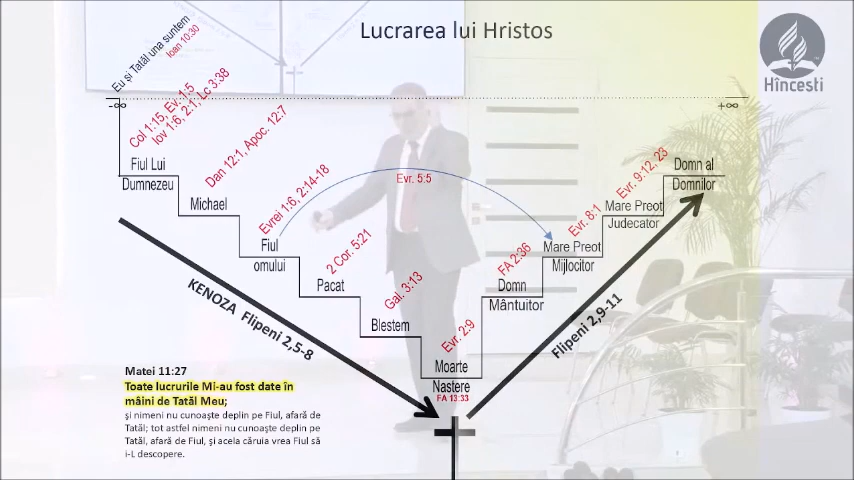 Lucrarea lui Hristos
Hîncesti
Eu și Tatăl una suntem
Ioan 10:30
-∞
+∞
Col 1:15, Ev. 1:5
Iov 1:6, 2:1, Lc 3:38
Fiul Lui
Dumnezeu
Dan 12:1, Apoc. 12:7
Michael
Evrei 1:6, 2:14-18
Fiul
omului
2 Cor. 5:21
Pacat
Gal. 3:13
Blestem
Evr. 2:9
Moarte
Nastere
FA 13:33
Evr. 5:5
FA 2:36
Domn
Mântuitor
Evr. 8:1
Mare Preot
Mijlocitor
Evr. 9:12, 23
Mare Preot
Judecator
Domn al
Domnilor
KENOZA Flipeni 2,5-8
Flipeni 2,9-11
Matei 11:27
Toate lucrurile Mi-au fost date în
mâini de Tatăl Meu;
și nimeni nu cunoaște deplin pe Fiul, afară de
Tatăl; tot astfel nimeni nu cunoaște deplin pe
Tatăl, afară de Fiul, și acela căruia vrea Fiul să
i-L descopere.